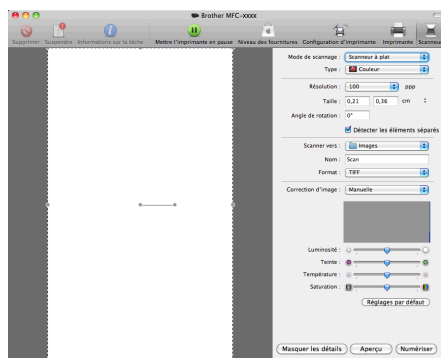 Brother MFC-xxxx
Supprimer Suspendre Informations sur la tâche Mettre l'imprimante en pause Niveau des fournitures Configuration d'imprimante Imprimante Scanneur
Mode de scannage : Scanneur à plat
Type : Couleur
Résolution : 100 ppp
Taille : 0,21 0,36 cm
Angle de rotation : 0°
Détecter les éléments séparés
Scanner vers : Images
Nom : Scan
Format : TIFF
Correction d'image : Manuelle
Luminosité :
Teinte :
Température :
Saturation :
Réglages par défaut
Masquer les détails Aperçu Numériser